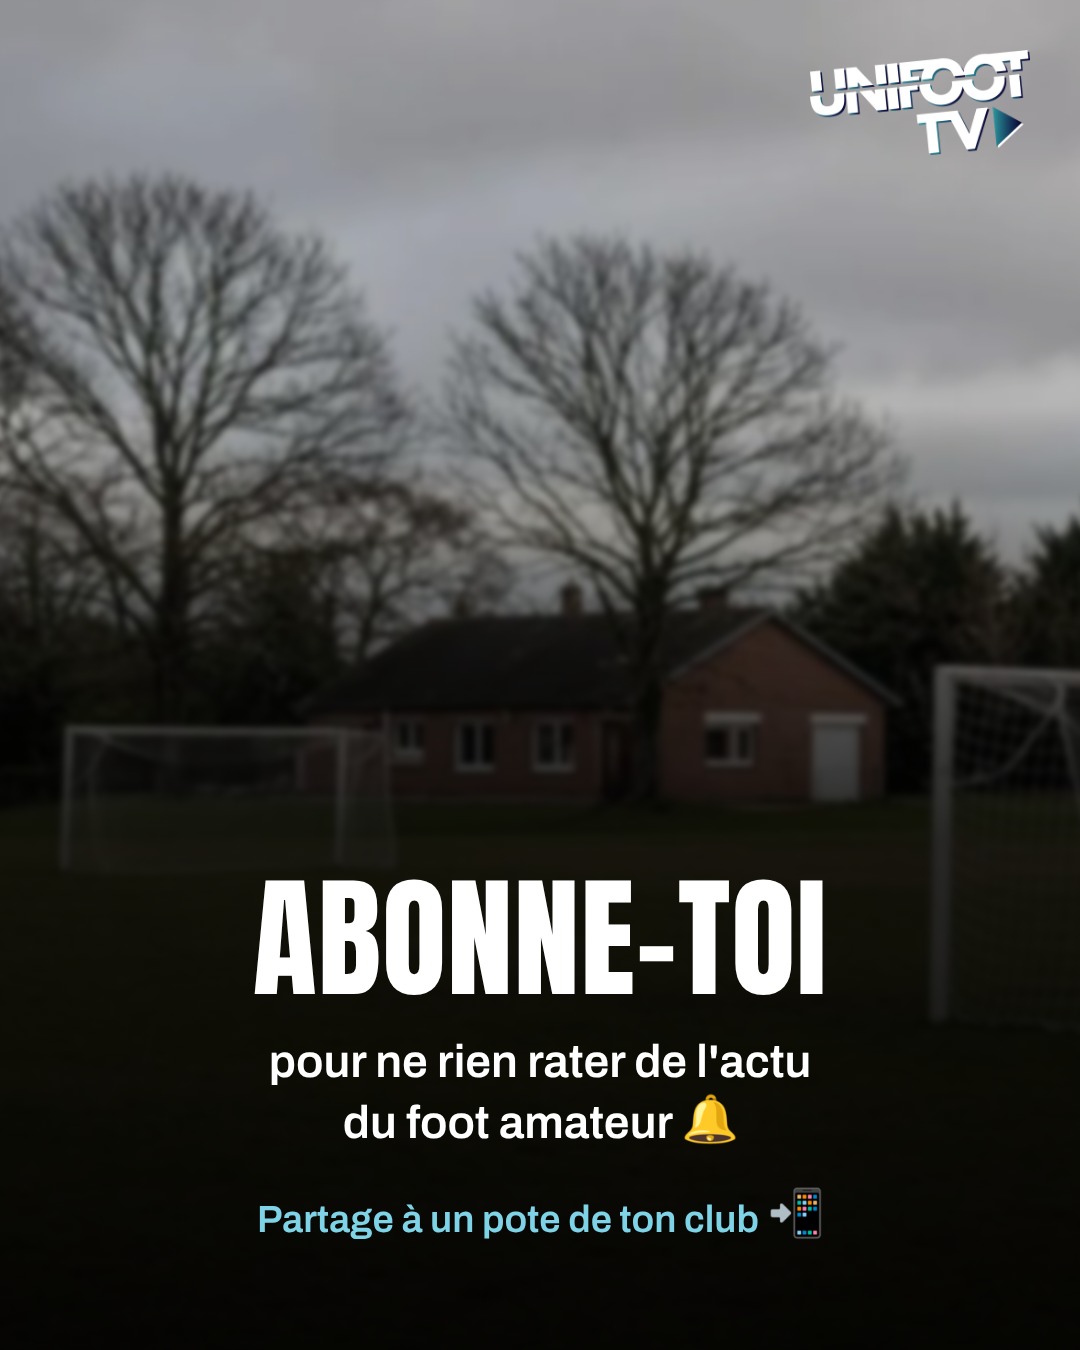 UNIFOOT
TV
ABONNE-TOI
pour ne rien rater de l'actu
du foot amateur 🔔
Partage à un pote de ton club 📲